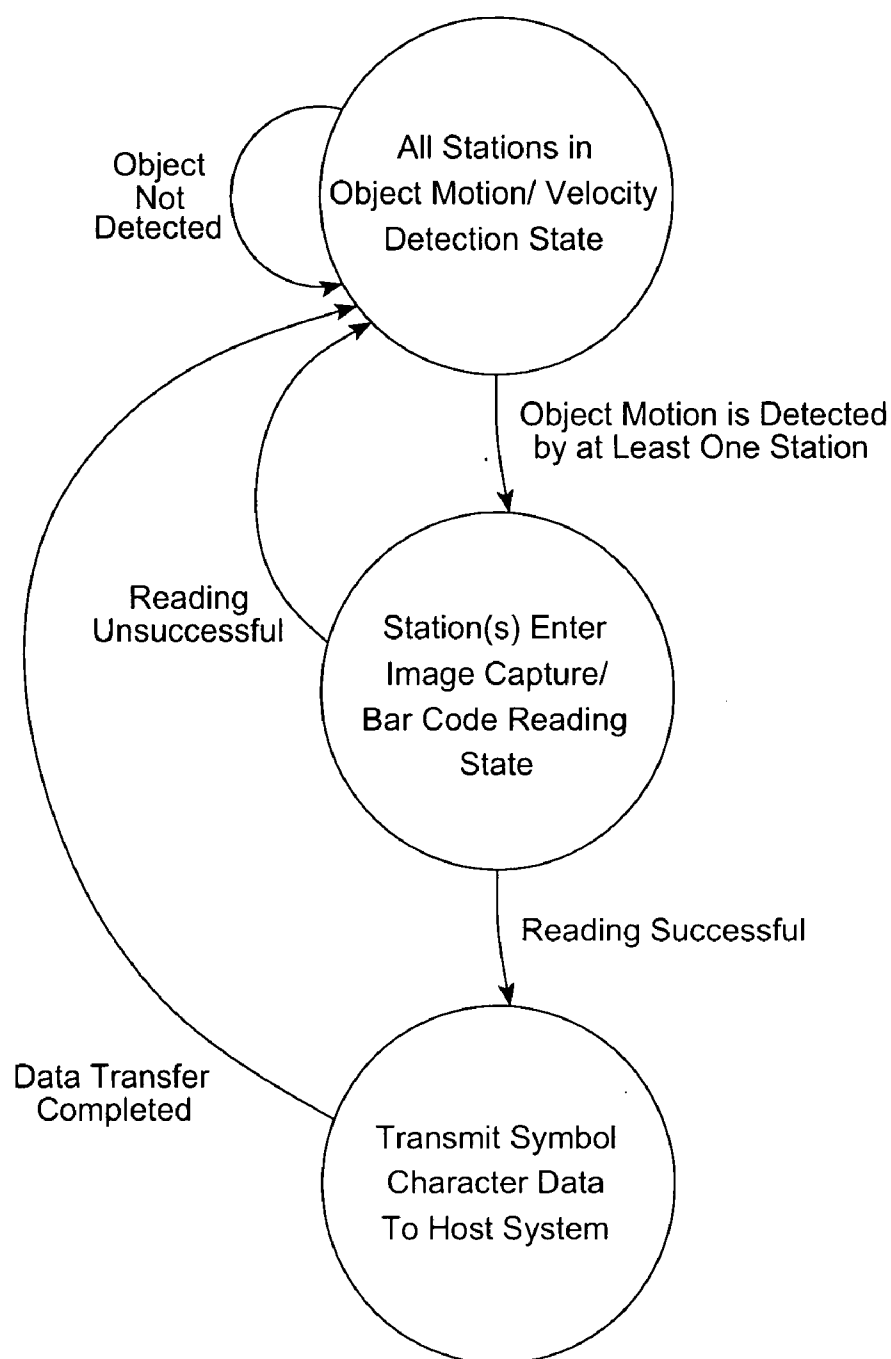 All Stations in
Object Motion/ Velocity
Detection State
Object
Not
Detected
Object Motion is Detected
by at Least One Station
Reading
Unsuccessful
Station(s) Enter
Image Capture/
Bar Code Reading
State
Reading Successful
Data Transfer
Completed
Transmit Symbol
Character Data
To Host System